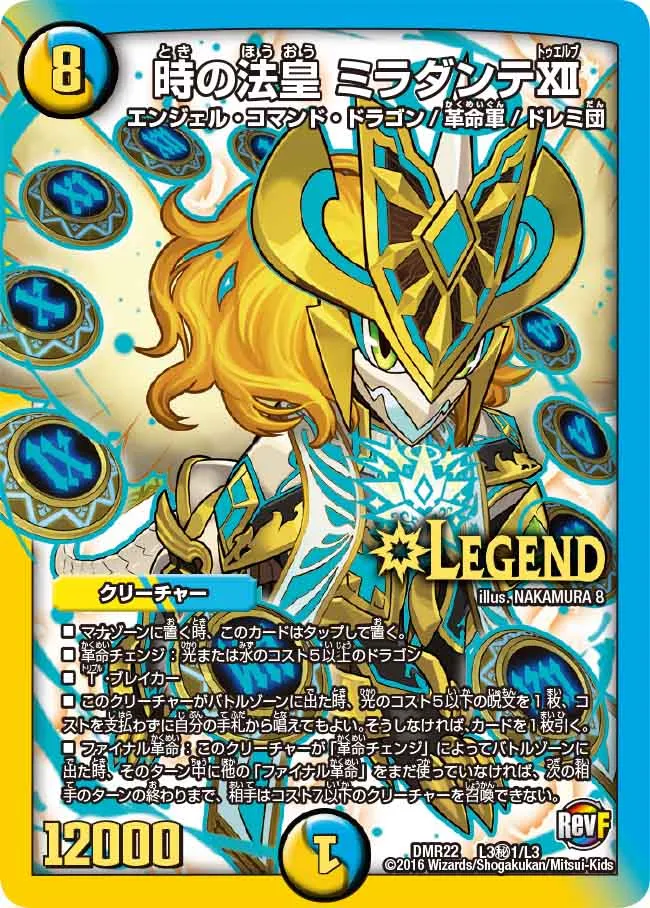 8
時の法皇 ミラダンテⅫ
エンジェル・コマンド・ドラゴン / 革命軍 / ドレミ団
LEGEND
illus. NAKAMURA 8
クリーチャー
■ マナゾーンに置く時、このカードはタップして置く。
■ 革命チェンジ：光または水のコスト5以上のドラゴン
■ T・ブレイカー
■ このクリーチャーがバトルゾーンに出た時、光のコスト5以下の呪文を1枚、コ
ストを支払わずに自分の手札から唱えてもよい。そうしなければ、カードを1枚引く。
■ ファイナル革命：このクリーチャーが「革命チェンジ」によってバトルゾーンに
出た時、そのターン中に他の「ファイナル革命」をまだ使っていなければ、次の相
手のターンの終わりまで、相手はコスト7以下のクリーチャーを召喚できない。
RevF
12000
1
DMR22 L3㊙1/L3
©2016 Wizards/Shogakukan/Mitsui-Kids